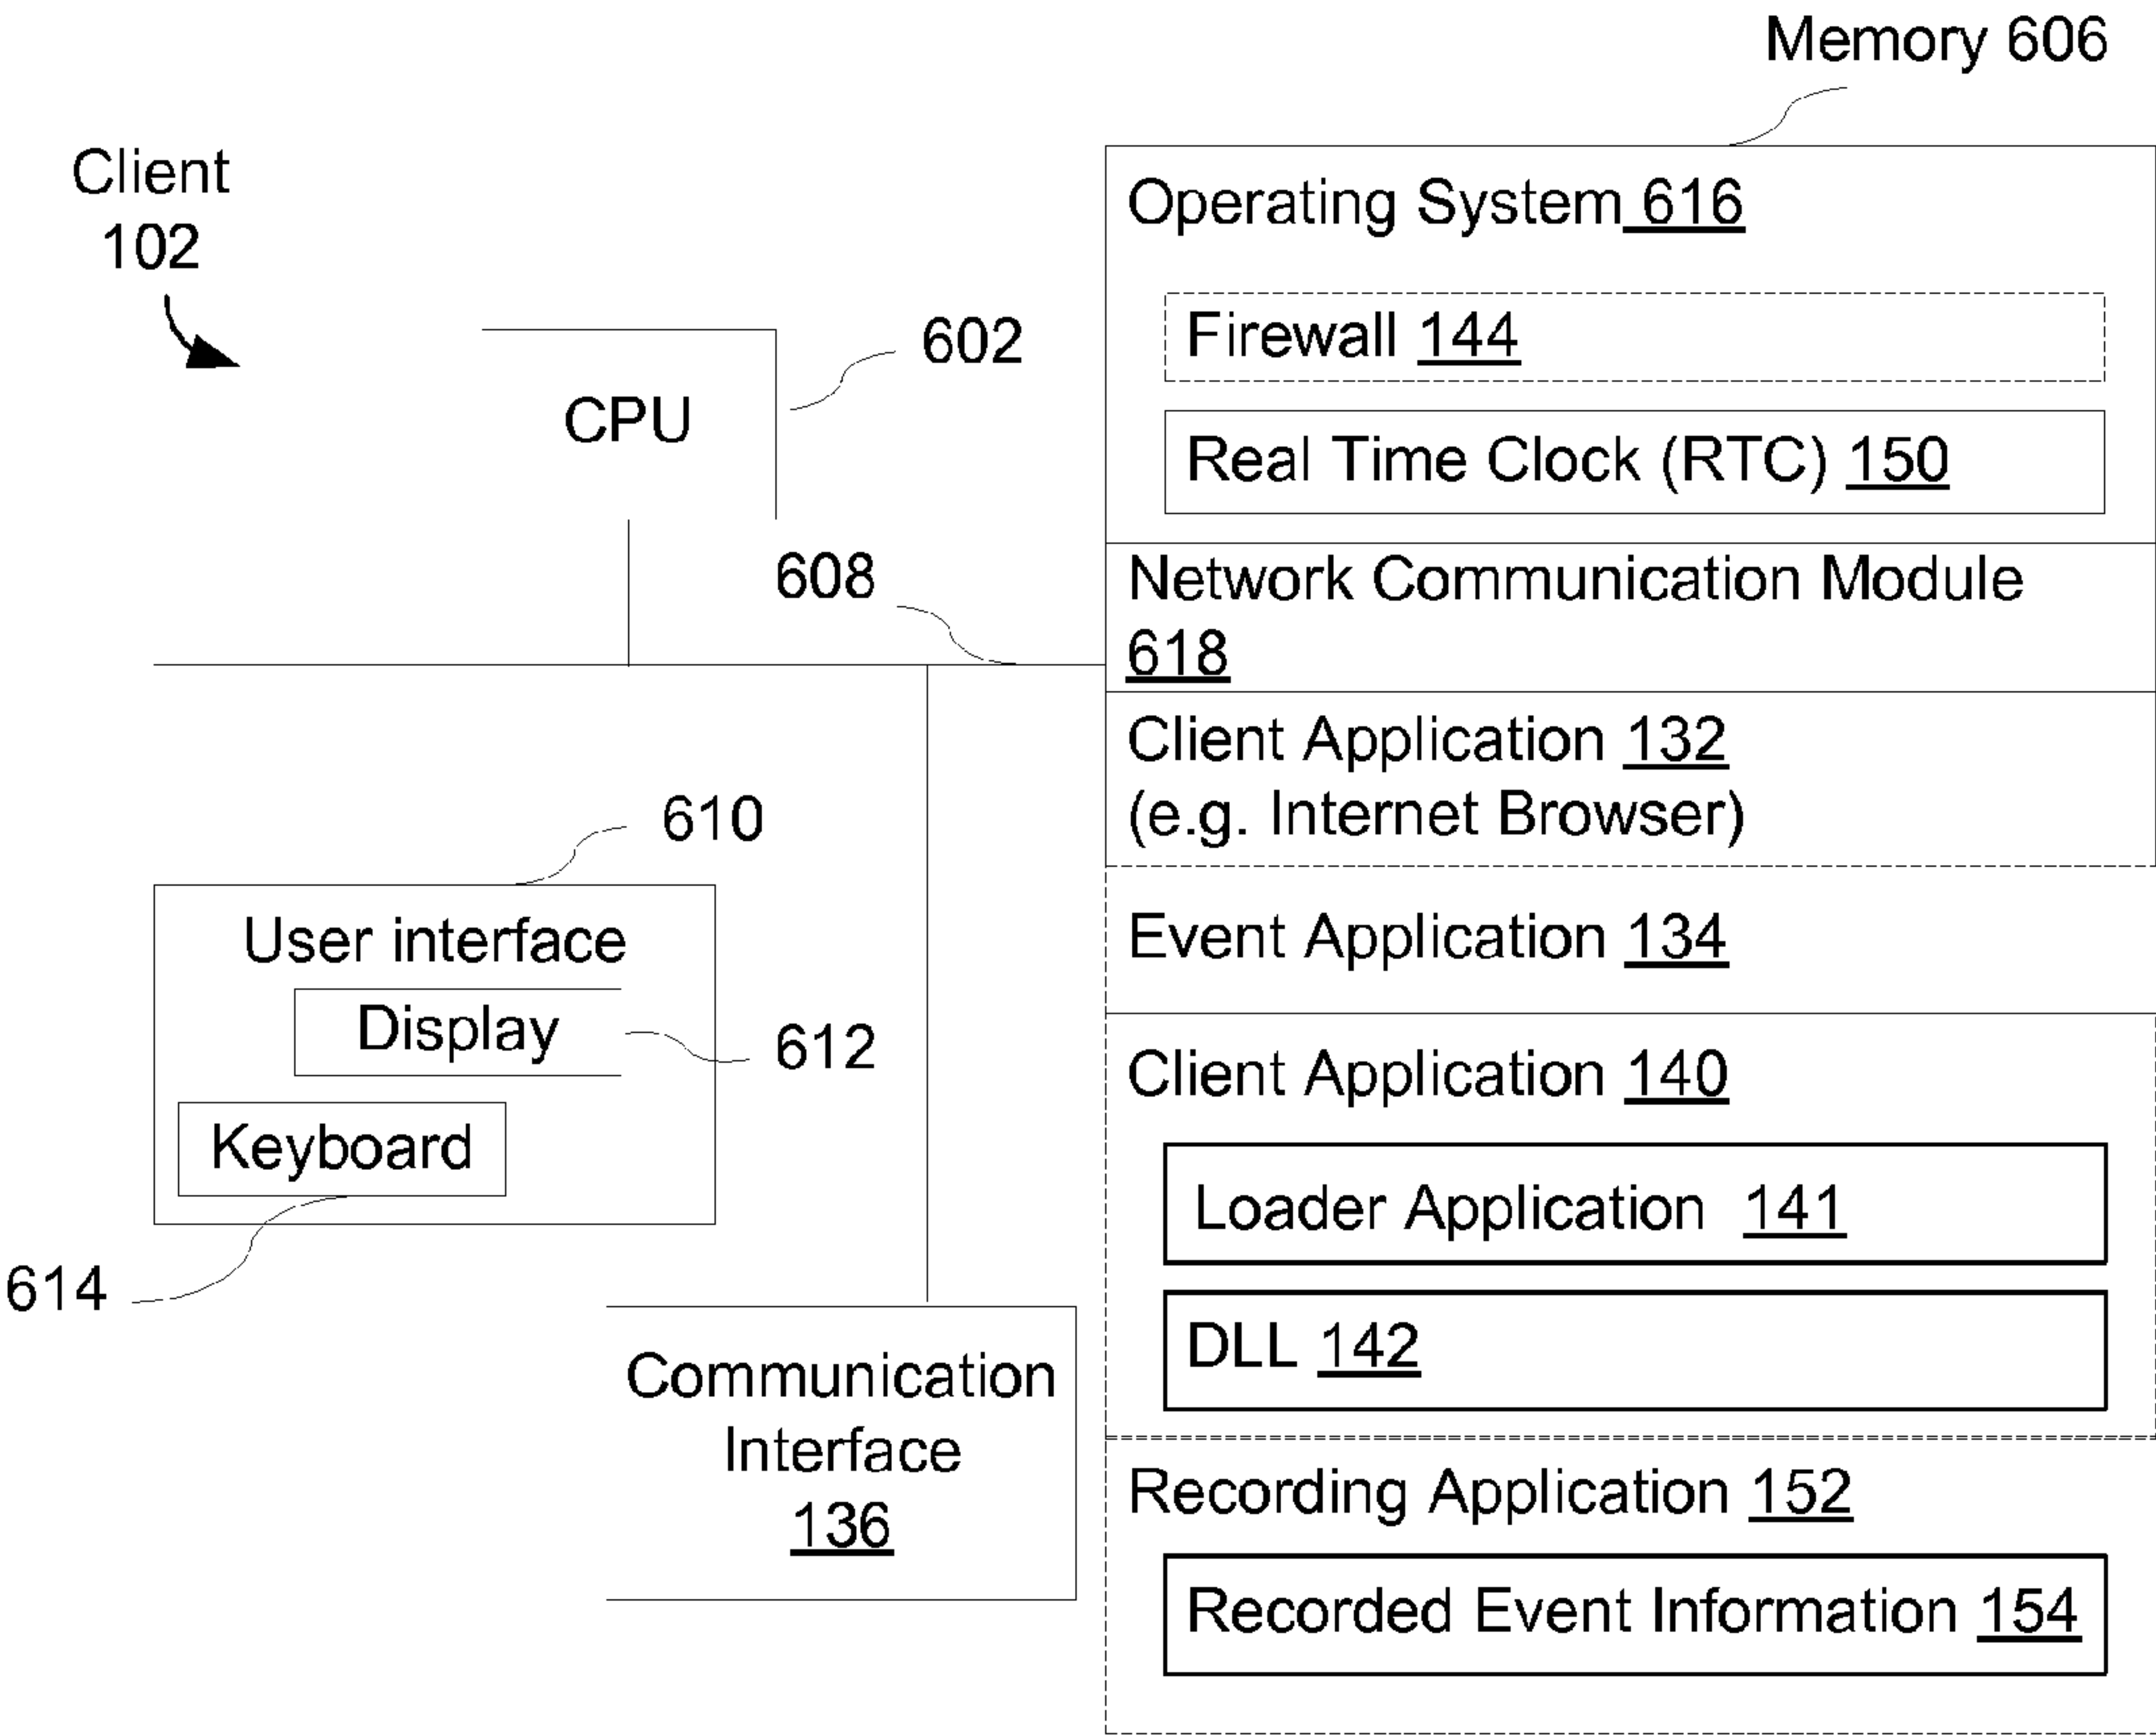 Memory 606
Client
102
602
CPU
608
610
User interface
Display
612
Keyboard
614
Communication
Interface
136
Operating System 616
Firewall 144
Real Time Clock (RTC) 150
Network Communication Module
618
Client Application 132
(e.g. Internet Browser)
Event Application 134
Client Application 140
Loader Application 141
DLL 142
Recording Application 152
Recorded Event Information 154